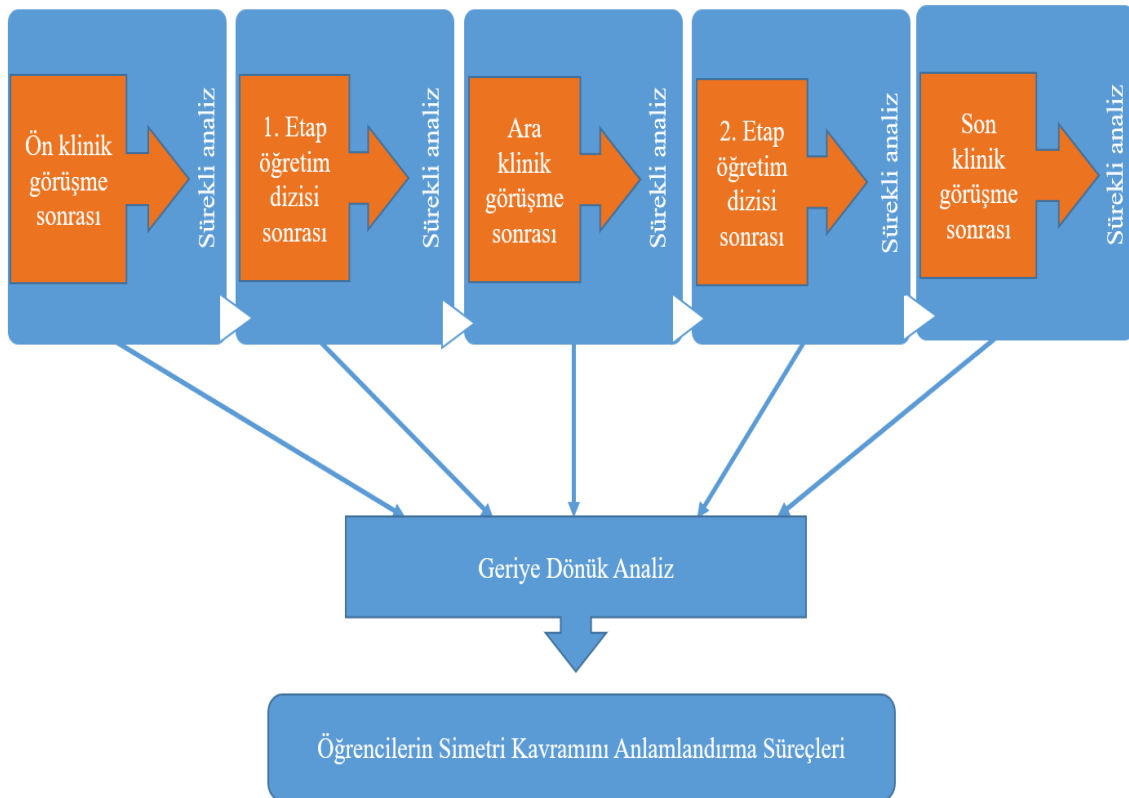 Ön klinik
görüşme
sonrası
Sürekli analiz
1. Etap
öğretim
dizisi
sonrası
Sürekli analiz
Ara
klinik
görüşme
sonrası
Sürekli analiz
2. Etap
öğretim
dizisi
sonrası
Sürekli analiz
Son
klinik
görüşme
sonrası
Sürekli analiz
Geriye Dönük Analiz
Öğrencilerin Simetri Kavramını Anlamlandırma Süreçleri